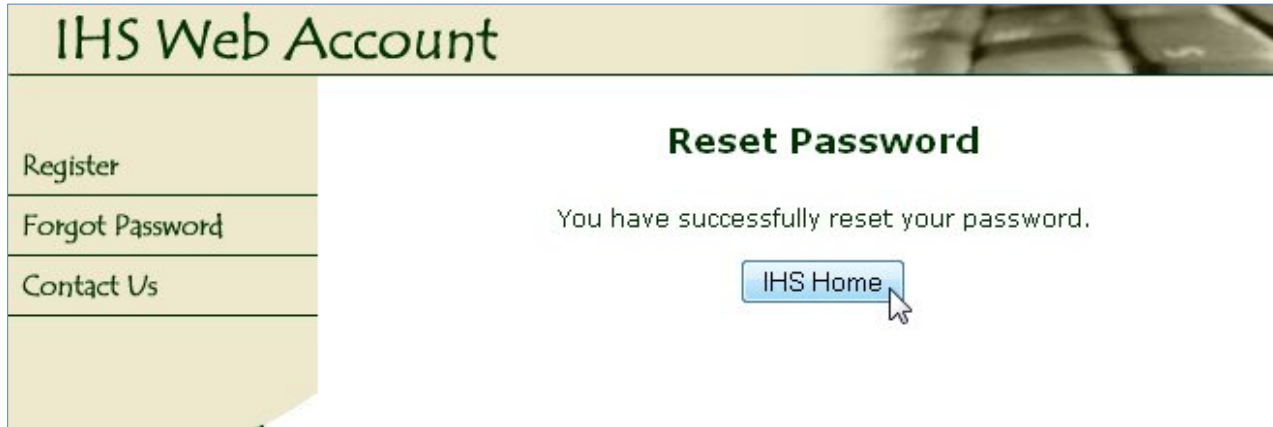 IHS Web Account
Register
Forgot Password
Contact Us
Reset Password
You have successfully reset your password.
IHS Home